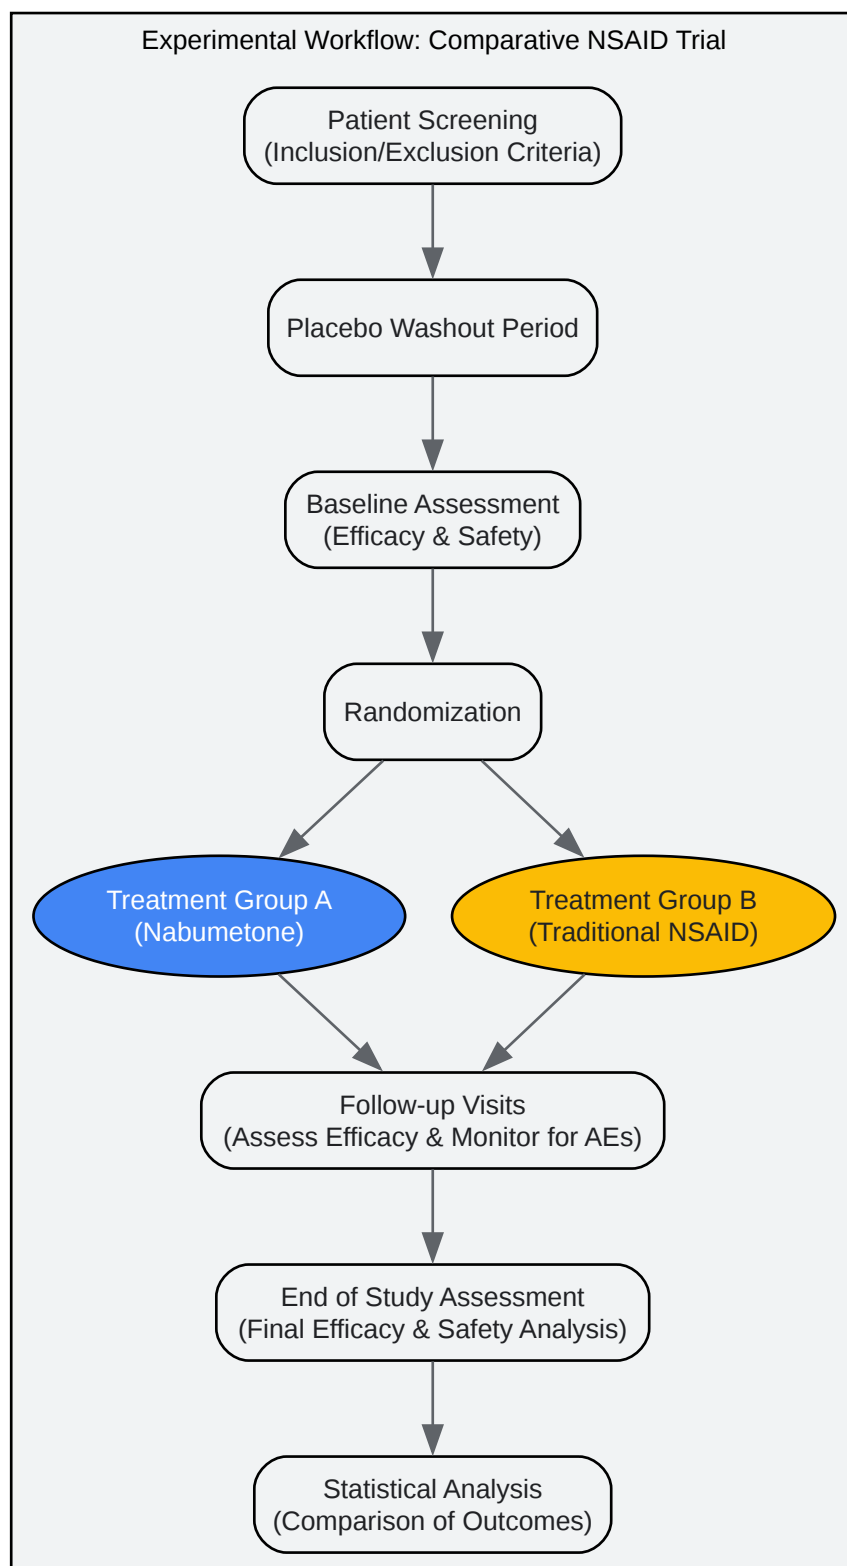 Experimental Workflow: Comparative NSAID Trial
Patient Screening
(Inclusion/Exclusion Criteria)
Placebo Washout Period
Baseline Assessment
(Efficacy & Safety)
Randomization
Treatment Group A
(Nabumetone)
Treatment Group B
(Traditional NSAID)
Follow-up Visits
(Assess Efficacy & Monitor for AEs)
End of Study Assessment
(Final Efficacy & Safety Analysis)
Statistical Analysis
(Comparison of Outcomes)